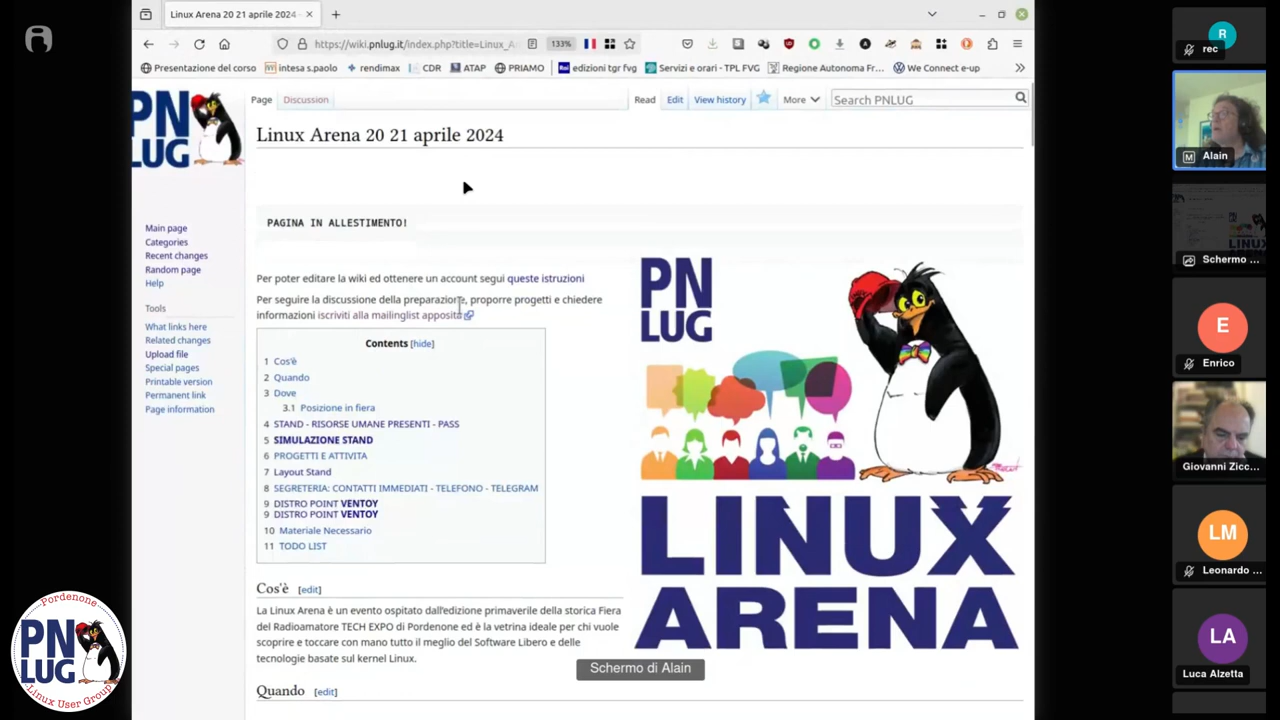 Linux Arena 20 21 aprile 2024
https://wiki.pnlug.it/index.php?title=Linux_A
133%
Presentazione del corso
intesa s.paolo
rendimax
CDR
ATAP
PRIAMO
edizioni tgr fvg
Servizi e orari - TPL FVG
Regione Autonoma Fr...
We Connect e-up
PN
LUG
Page
Discussion
Read
Edit
View history
More
Search PNLUG
Linux Arena 20 21 aprile 2024
PAGINA IN ALLESTIMENTO!
Main page
Categories
Recent changes
Random page
Help
Tools
What links here
Related changes
Upload file
Special pages
Printable version
Permanent link
Page information
Per poter editare la wiki ed ottenere un account segui queste istruzioni
Per seguire la discussione della preparazione, proporre progetti e chiedere
informazioni iscriviti alla mailinglist apposita
Contents [hide]
1 Cos'è
2 Quando
3 Dove
3.1 Posizione in fiera
4 STAND - RISORSE UMANE PRESENTI - PASS
5 SIMULAZIONE STAND
6 PROGETTI E ATTIVITA
7 Layout Stand
8 SEGRETERIA: CONTATTI IMMEDIATI - TELEFONO - TELEGRAM
9 DISTRO POINT VENTOY
9 DISTRO POINT VENTOY
10 Materiale Necessario
11 TODO LIST
Cos'è [edit]
La Linux Arena è un evento ospitato dall'edizione primaverile della storica Fiera
del Radioamatore TECH EXPO di Pordenone ed è la vetrina ideale per chi vuole
scoprire e toccare con mano tutto il meglio del Software Libero e delle
tecnologie basate sul kernel Linux.
Quando [edit]
PN
LUG
LINUX
ARENA
Schermo di Alain
R
rec
Alain
Schermo ...
E
Enrico
Giovanni Zicc...
LM
Leonardo ...
LA
Luca Alzetta
Pordenone
PN
LUG
Linux User Group